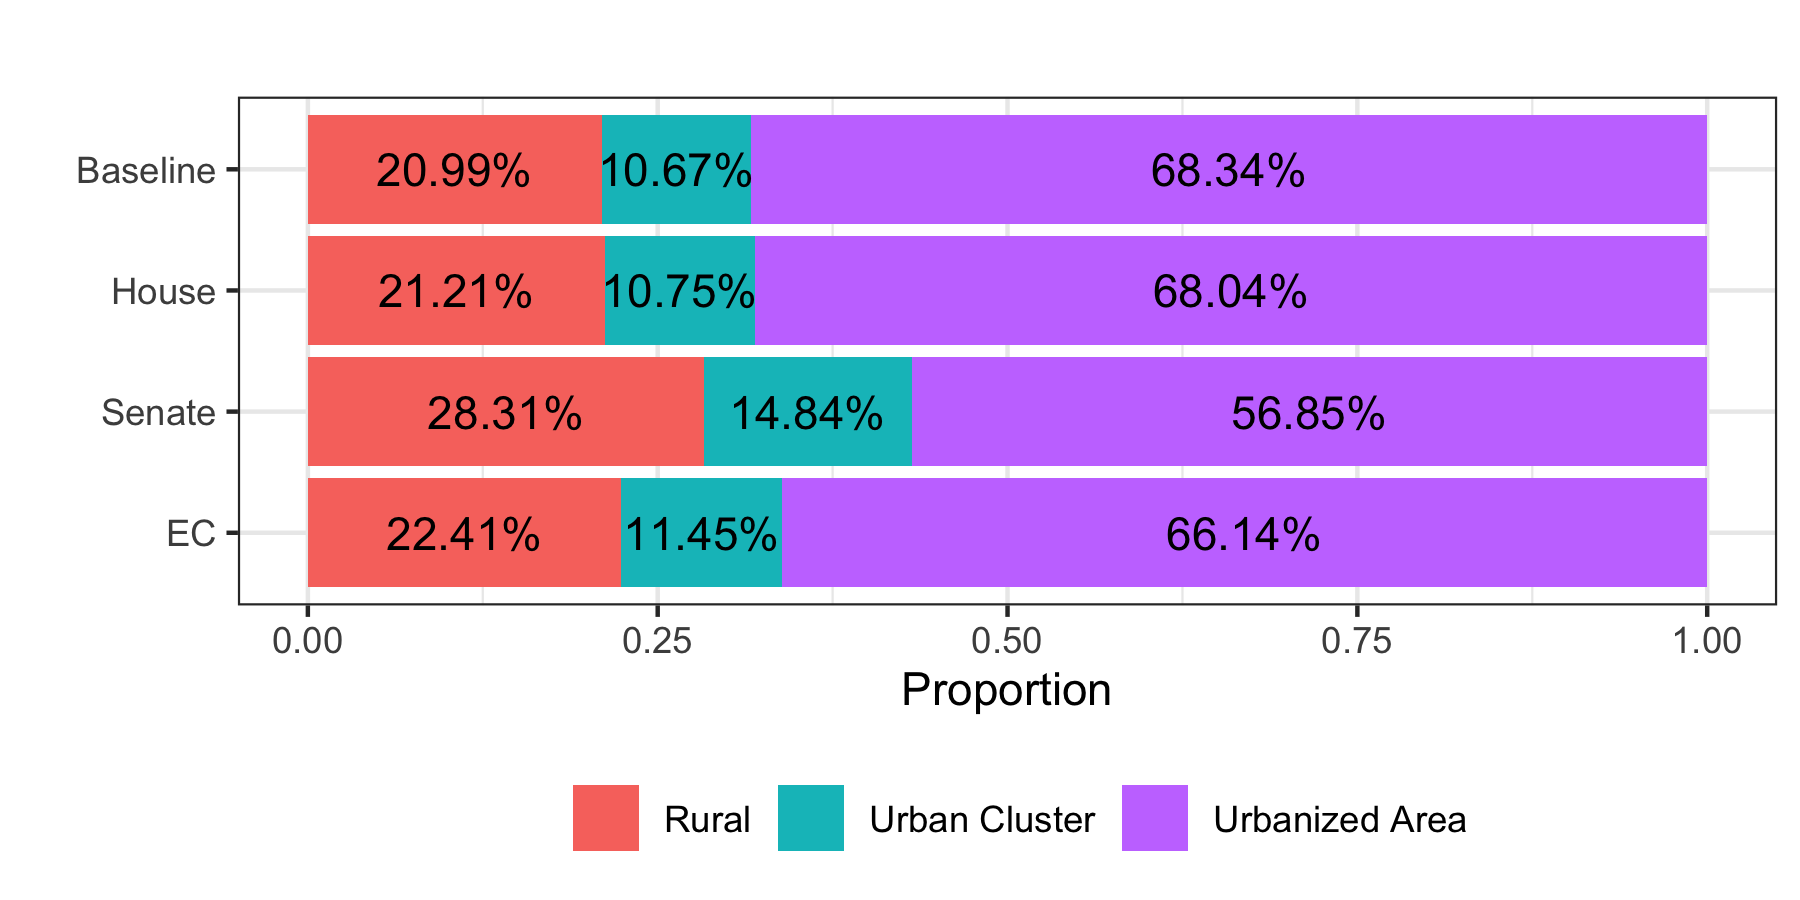 Baseline 20.99% 10.67% 68.34%
House 21.21% 10.75% 68.04%
Senate 28.31% 14.84% 56.85%
EC 22.41% 11.45% 66.14%
0.00 0.25 0.50 0.75 1.00
Proportion
Rural Urban Cluster Urbanized Area